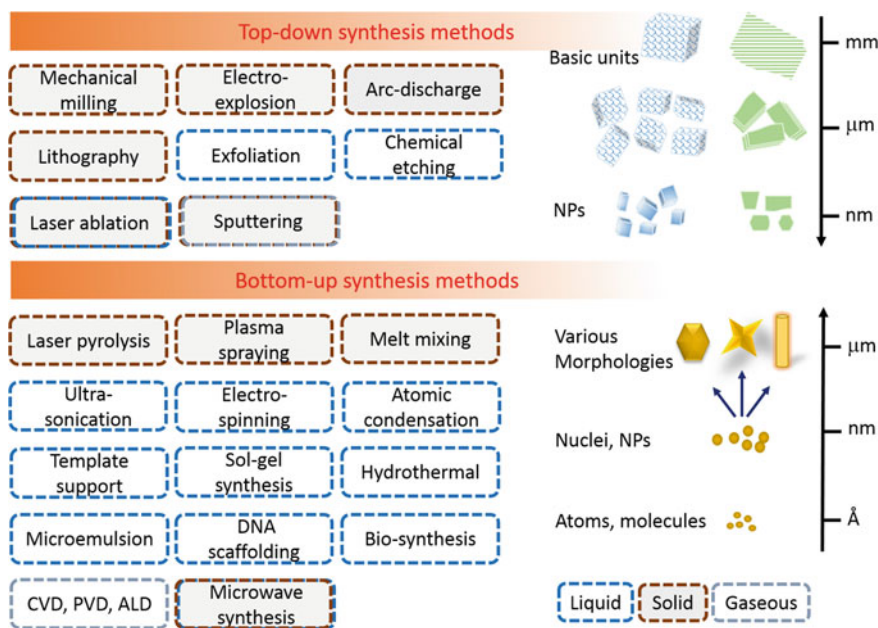 Top-down synthesis methods
Mechanical
milling
Electro-
explosion
Arc-discharge
Lithography
Exfoliation
Chemical
etching
Laser ablation
Sputtering
Basic units
NPs
mm
μm
nm
Bottom-up synthesis methods
Laser pyrolysis
Plasma
spraying
Melt mixing
Ultra-
sonication
Electro-
spinning
Atomic
condensation
Template
support
Sol-gel
synthesis
Hydrothermal
Microemulsion
DNA
scaffolding
Bio-synthesis
CVD, PVD, ALD
Microwave
synthesis
Various
Morphologies
Nuclei, NPs
Atoms, molecules
μm
nm
Å
Liquid
Solid
Gaseous